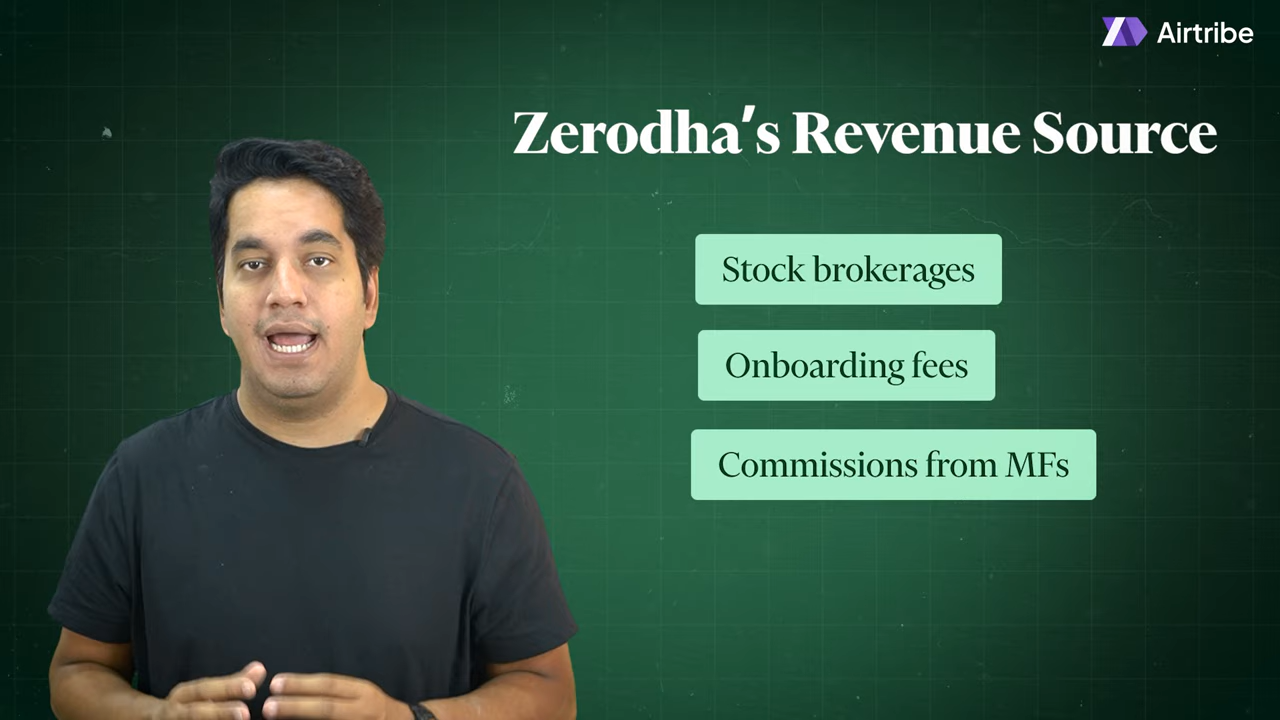 Airtribe
Zerodha's Revenue Source
Stock brokerages
Onboarding fees
Commissions from MFs